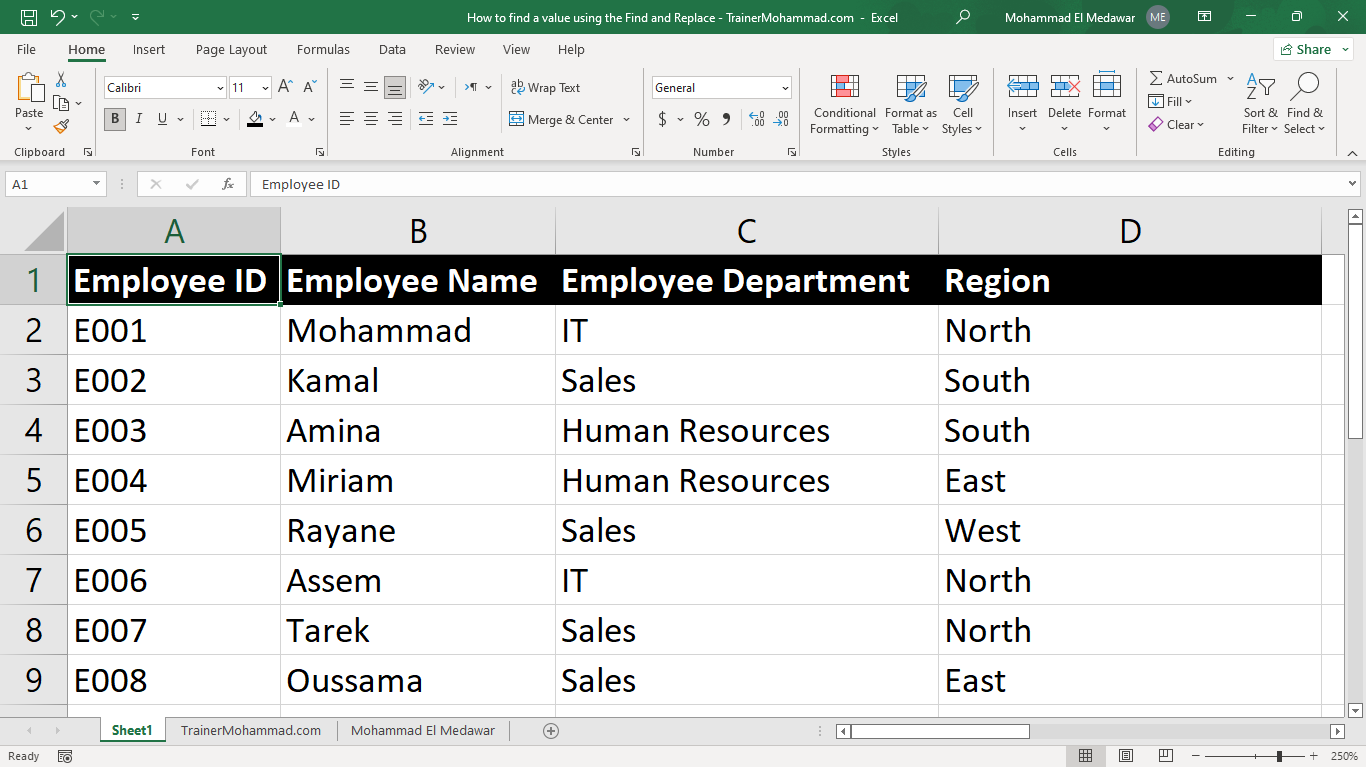 How to find a value using the Find and Replace - TrainerMohammad.com - Excel
Mohammad El Medawar ME
File Home Insert Page Layout Formulas Data Review View Help Share
Paste
Clipboard
Calibri 11
B I U A
Font
ab Wrap Text
Merge & Center
Alignment
General
$ % 9
Number
Conditional Formatting
Format as Table
Cell Styles
Styles
Insert Delete Format
Cells
AutoSum
Fill
Clear
Sort & Filter
Find & Select
Editing
A1 fx Employee ID
A B C D
1 Employee ID Employee Name Employee Department Region
2 E001 Mohammad IT North
3 E002 Kamal Sales South
4 E003 Amina Human Resources South
5 E004 Miriam Human Resources East
6 E005 Rayane Sales West
7 E006 Assem IT North
8 E007 Tarek Sales North
9 E008 Oussama Sales East
Sheet1 TrainerMohammad.com Mohammad El Medawar
Ready 250%